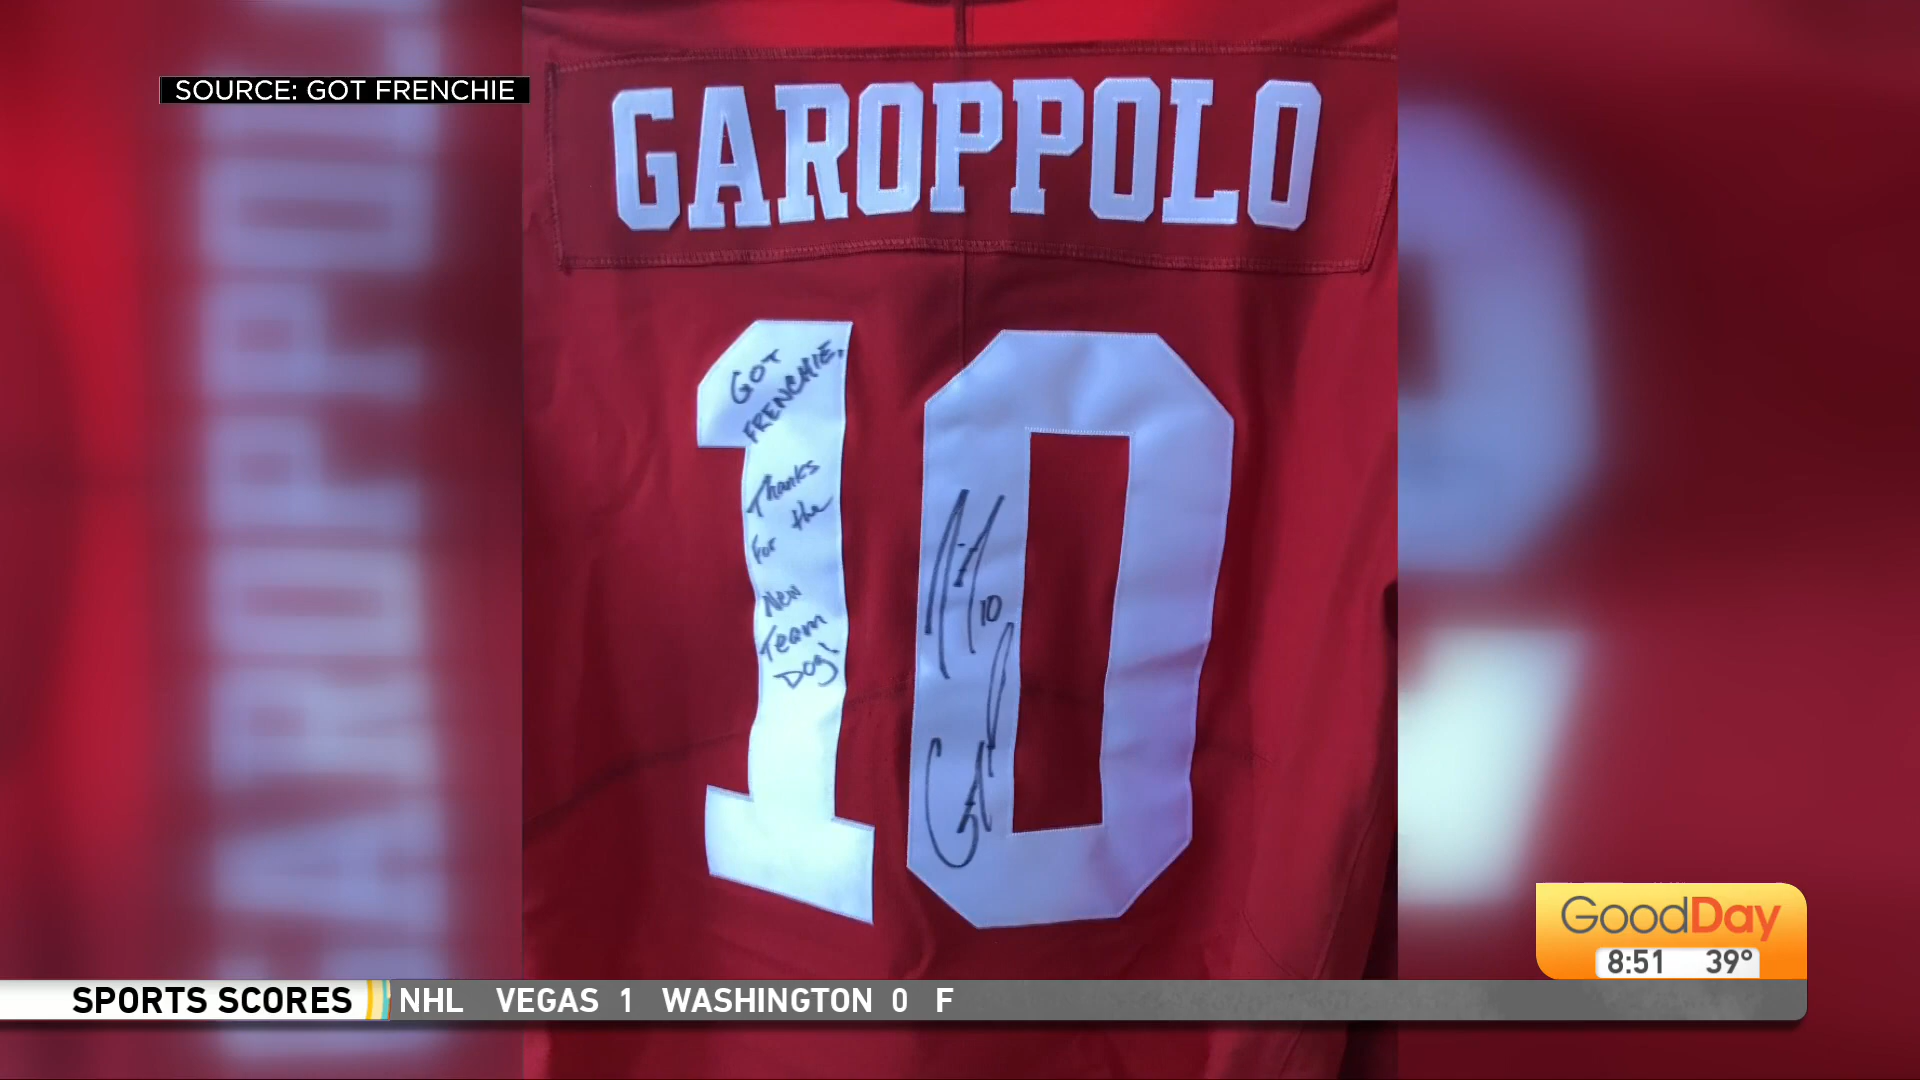 SOURCE: GOT FRENCHIE
GAROPPOLO
10
GOT
FRENCHIE,
Thanks
For the
New
Team
Dog!
10
GoodDay
8:51 39°
SPORTS SCORES NHL VEGAS 1 WASHINGTON 0 F